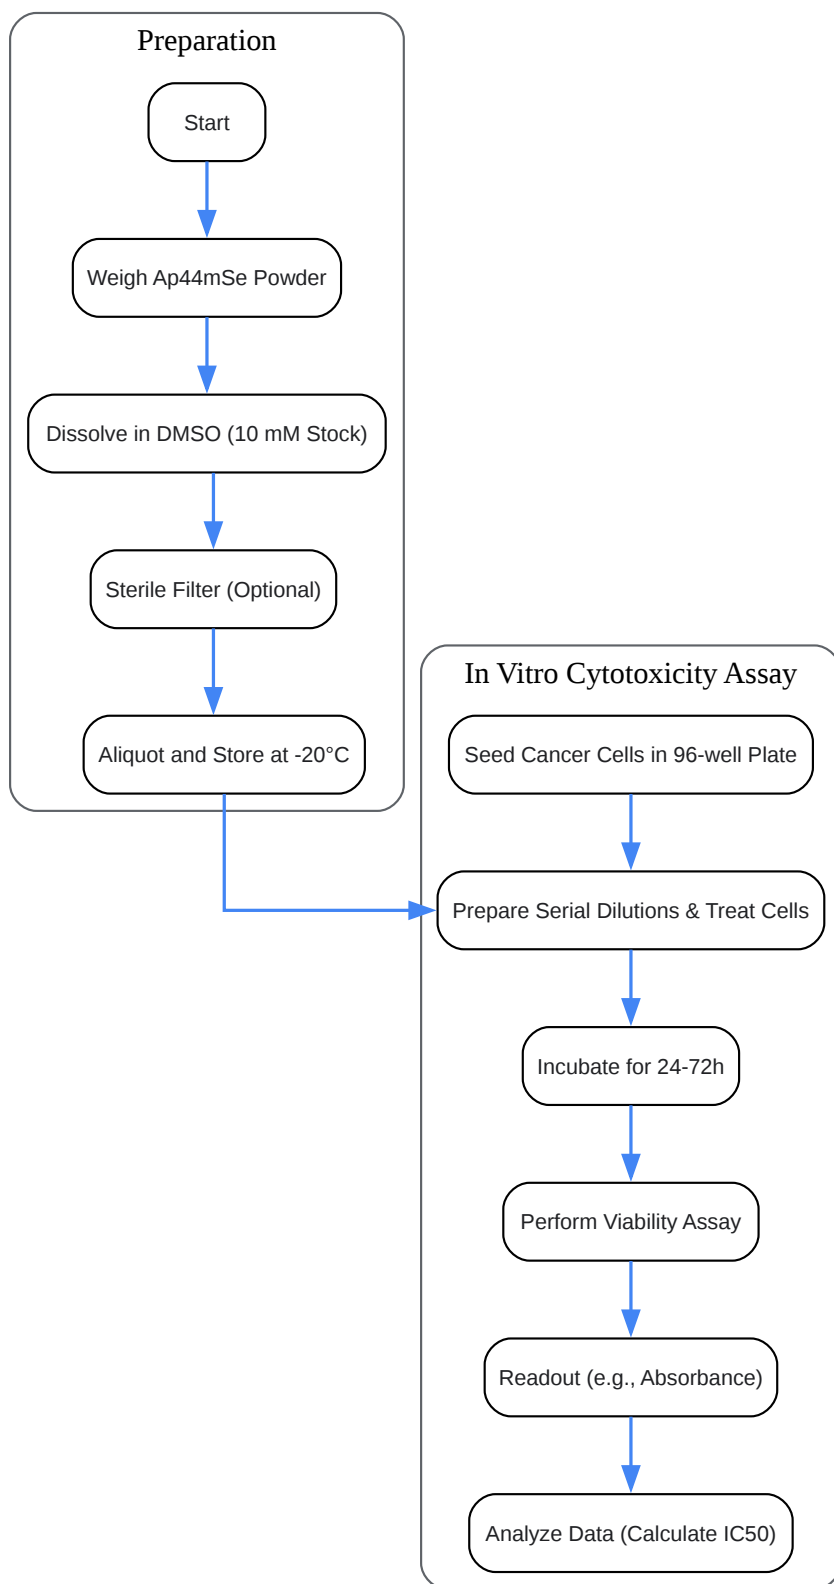 Preparation
Start
Weigh Ap44mSe Powder
Dissolve in DMSO (10 mM Stock)
Sterile Filter (Optional)
Aliquot and Store at -20°C
In Vitro Cytotoxicity Assay
Seed Cancer Cells in 96-well Plate
Prepare Serial Dilutions & Treat Cells
Incubate for 24-72h
Perform Viability Assay
Readout (e.g., Absorbance)
Analyze Data (Calculate IC50)